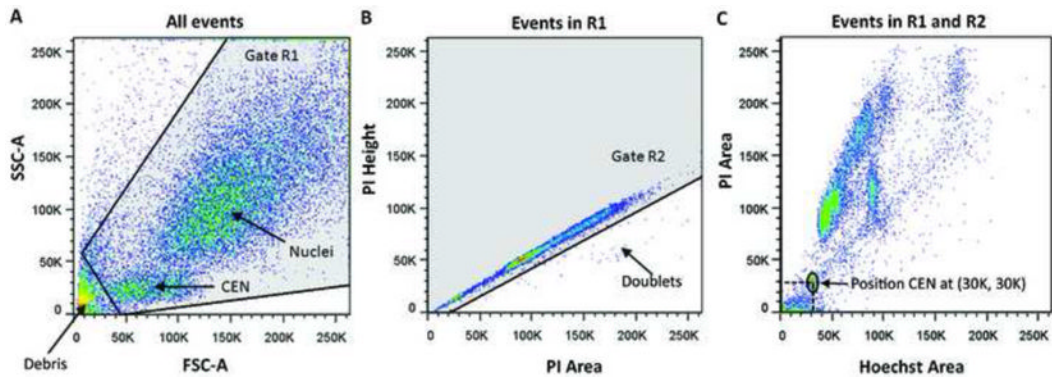 A
All events
SSC-A
250K
200K
150K
100K
50K
0
Gate R1
Nuclei
CEN
Debris
0 50K 100K 150K 200K 250K
FSC-A
B
Events in R1
PI Height
250K
200K
150K
100K
50K
0
Gate R2
Doublets
0 50K 100K 150K 200K 250K
PI Area
C
Events in R1 and R2
PI Area
250K
200K
150K
100K
50K
0
Position CEN at (30K, 30K)
0 50K 100K 150K 200K 250K
Hoechst Area